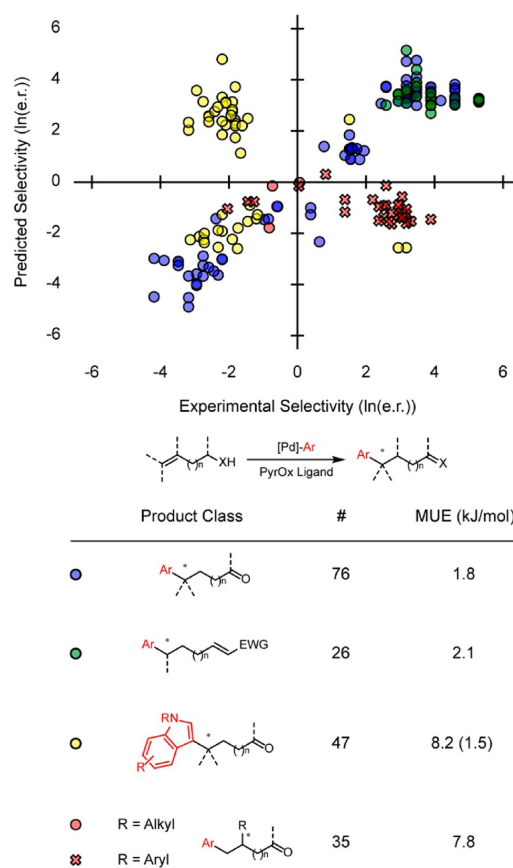 Predicted Selectivity (ln(e.r.))
6
4
2
0
-2
-4
-6
-6 -4 -2 0 2 4 6
Experimental Selectivity (ln(e.r.))
( )n XH [Pd]-Ar PyrOx Ligand Ar * ( )n X
Product Class # MUE (kJ/mol)
Ar * ( )n O 76 1.8
Ar * ( )n EWG 26 2.1
RN R * ( )n O 47 8.2 (1.5)
R = Alkyl
R = Aryl
Ar R * ( )n O 35 7.8